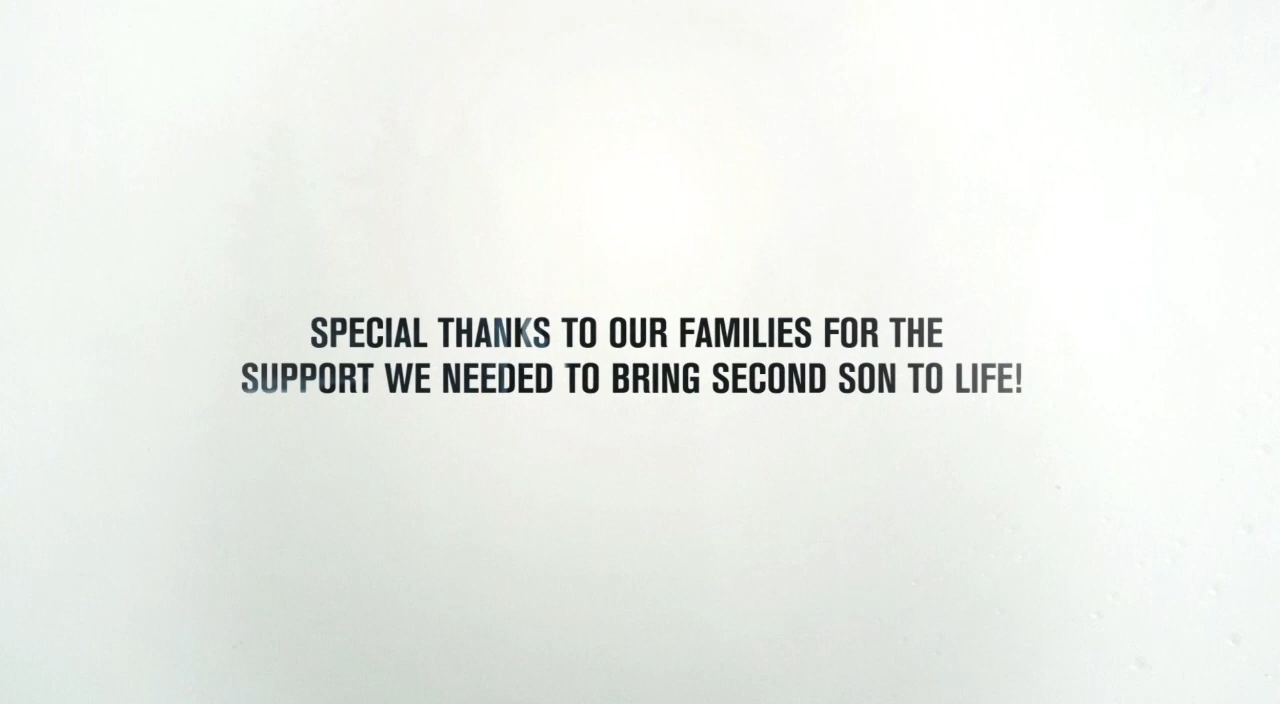 SPECIAL THANKS TO OUR FAMILIES FOR THE
SUPPORT WE NEEDED TO BRING SECOND SON TO LIFE!